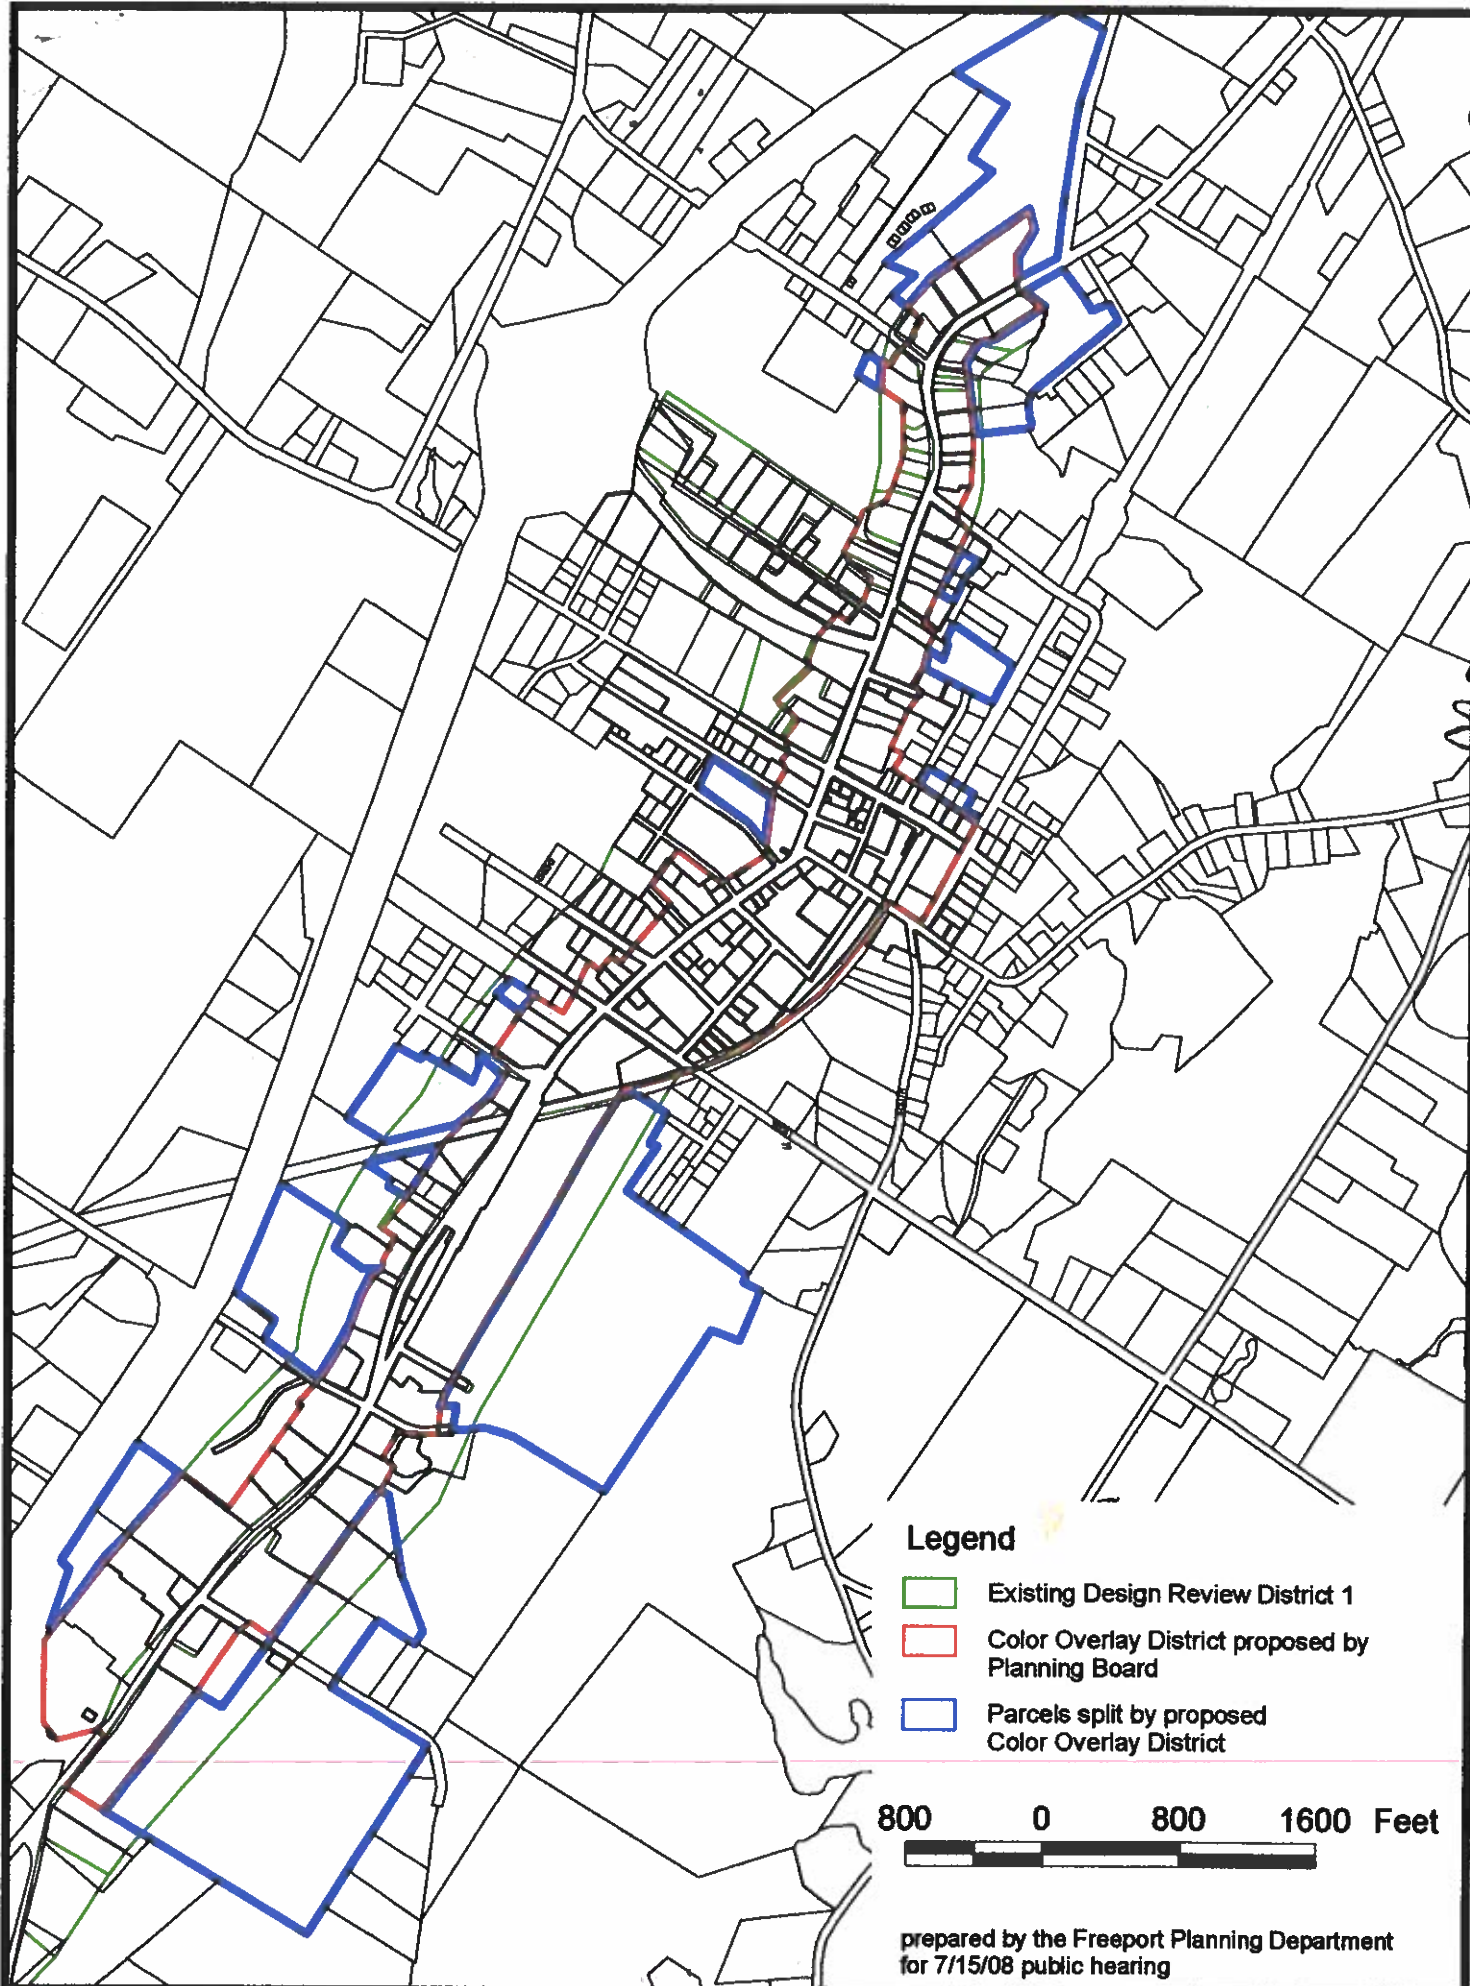 Legend
Existing Design Review District 1
Color Overlay District proposed by
Planning Board
Parcels split by proposed
Color Overlay District
800 0 800 1600 Feet
prepared by the Freeport Planning Department
for 7/15/08 public hearing